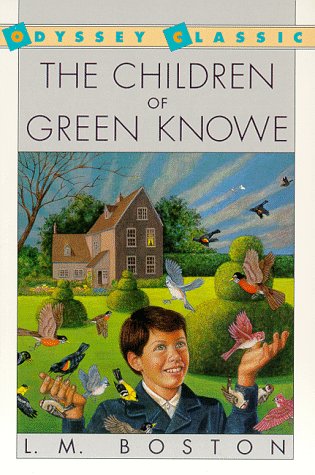 ODYSSEY CLASSIC
THE CHILDREN
OF
GREEN KNOWE
L. M. BOSTON